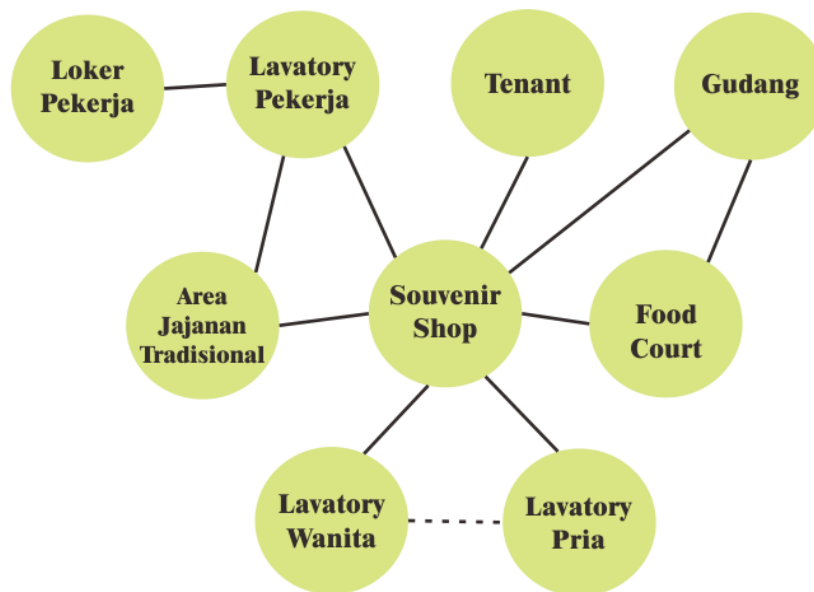 Loker
Pekerja
Lavatory
Pekerja
Tenant
Gudang
Area
Jajanan
Tradisional
Souvenir
Shop
Food
Court
Lavatory
Wanita
Lavatory
Pria